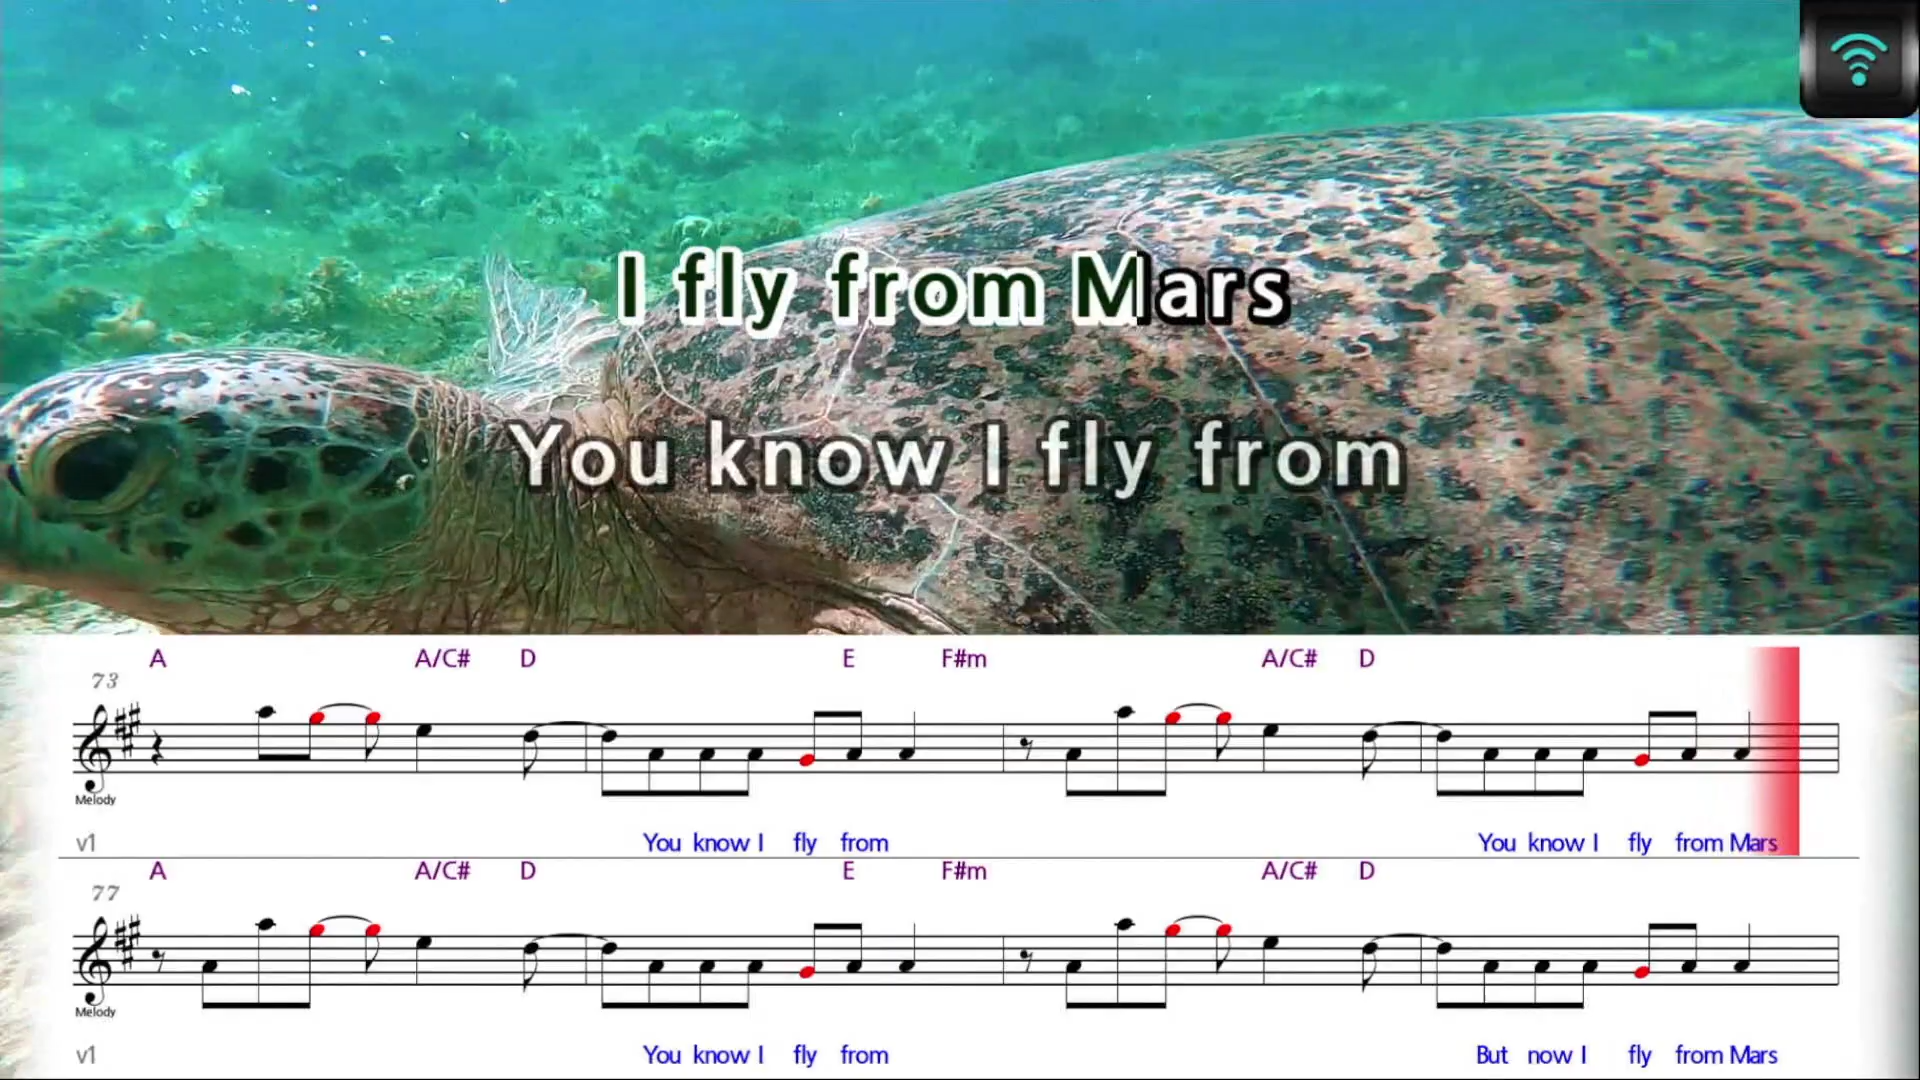 I fly from Mars
You know I fly from
A A/C# D E F#m A/C# D
73
Melody
v1 You know I fly from You know I fly from Mars
A A/C# D E F#m A/C# D
77
Melody
v1 You know I fly from But now I fly from Mars